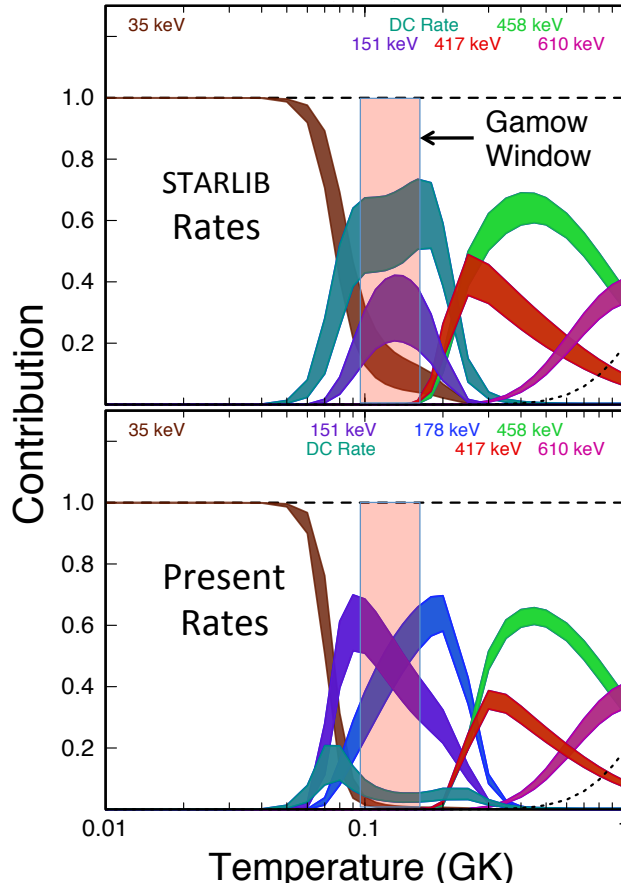 35 keV DC Rate 458 keV
151 keV 417 keV 610 keV
1.0
Gamow
Window
0.8
STARLIB
Rates
0.6
0.4
0.2
Contribution
35 keV 151 keV 178 keV 458 keV
DC Rate 417 keV 610 keV
1.0
0.8
Present
Rates
0.6
0.4
0.2
0.01 0.1
Temperature (GK)